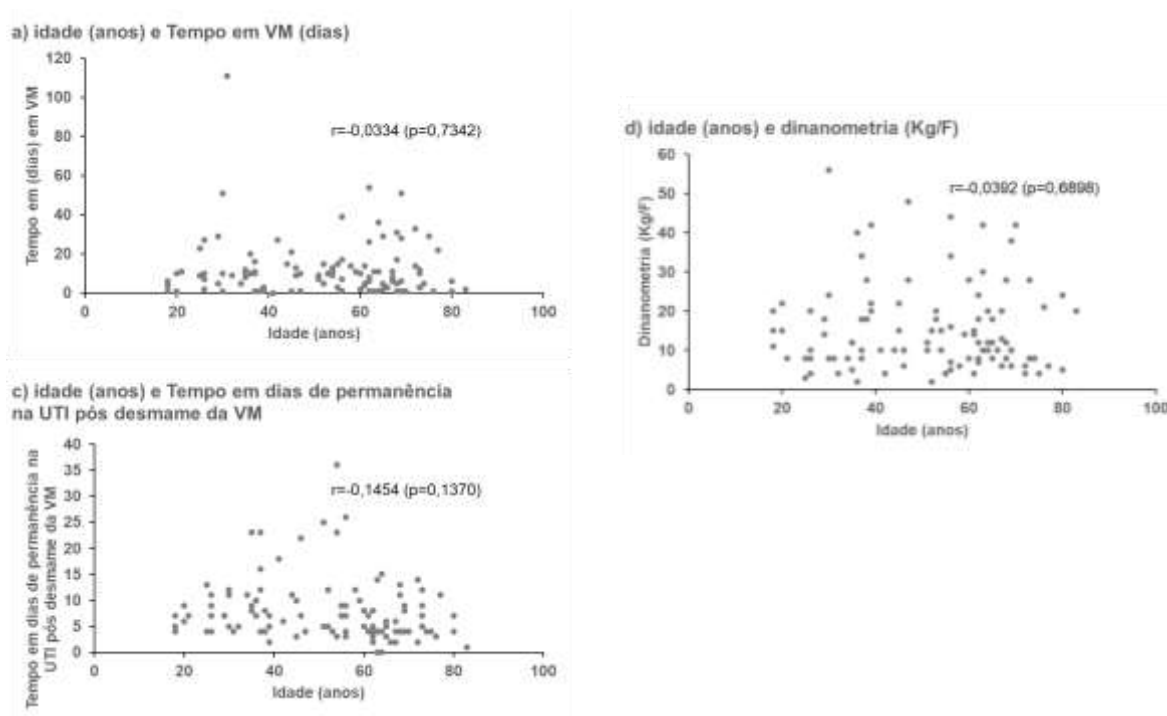 a) idade (anos) e Tempo em VM (dias)
120
100
80
60
40
20
0
Tempo em (dias) em VM
r=-0,0334 (p=0,7342)
0 20 40 60 80 100
Idade (anos)
c) idade (anos) e Tempo em dias de permanência
na UTI pós desmame da VM
40
35
30
25
20
15
10
5
0
Tempo em dias de permanência na
UTI pós desmame da VM
r=-0,1454 (p=0,1370)
0 20 40 60 80 100
Idade (anos)
d) idade (anos) e dinanometria (Kg/F)
60
50
40
30
20
10
0
Dinanometria (Kg/F)
r=-0,0392 (p=0,6898)
0 20 40 60 80 100
Idade (anos)